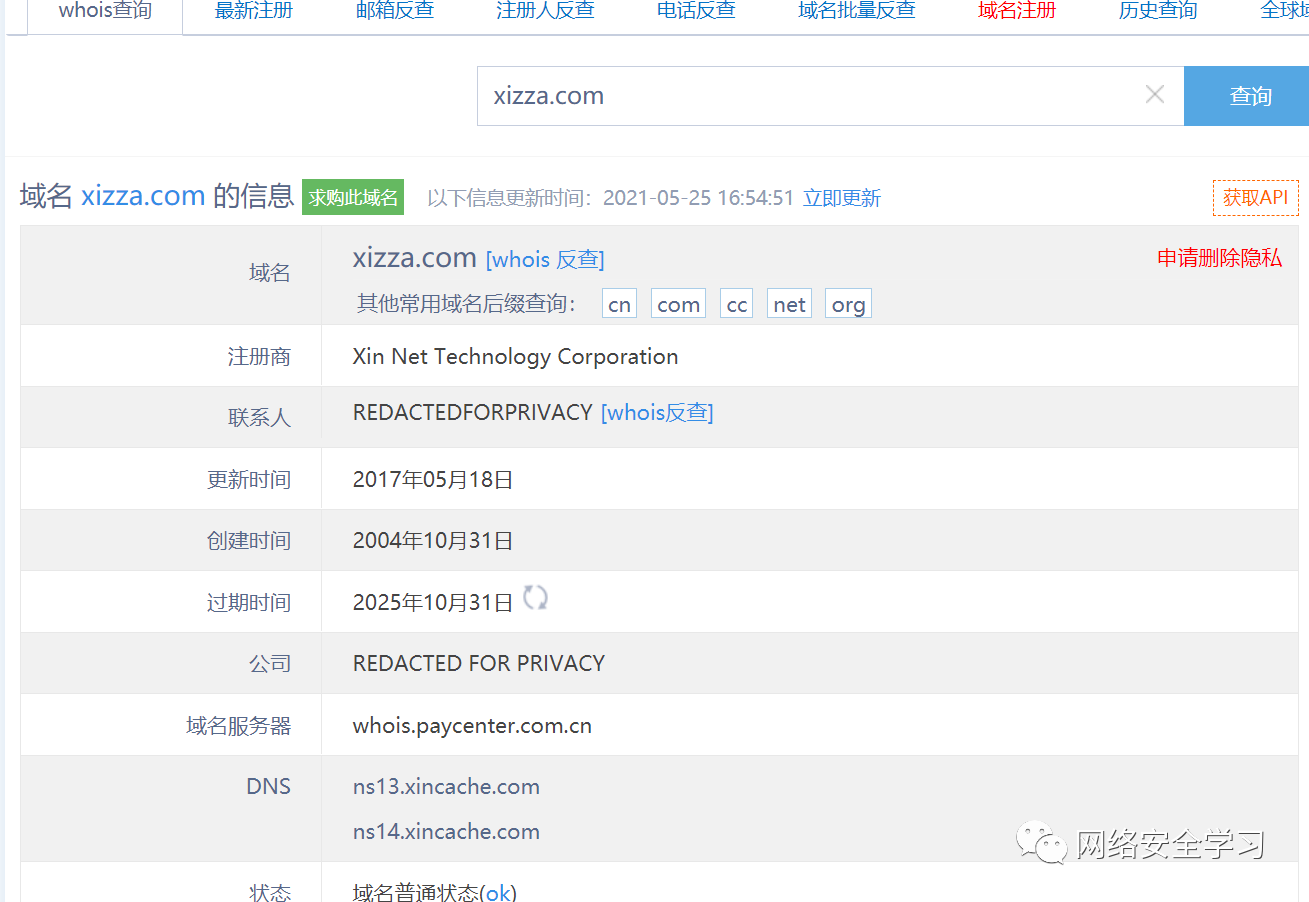 whois查询 最新注册 邮箱反查 注册人反查 电话反查 域名批量反查 域名注册 历史查询 全球域
xizza.com 查询
域名 xizza.com 的信息 求购此域名 以下信息更新时间：2021-05-25 16:54:51 立即更新 获取API
域名 xizza.com [whois 反查] 申请删除隐私
其他常用域名后缀查询： cn com cc net org
注册商 Xin Net Technology Corporation
联系人 REDACTEDFORPRIVACY [whois反查]
更新时间 2017年05月18日
创建时间 2004年10月31日
过期时间 2025年10月31日
公司 REDACTED FOR PRIVACY
域名服务器 whois.paycenter.com.cn
DNS ns13.xincache.com
ns14.xincache.com
网络安全学习
状态 域名普通状态(ok)